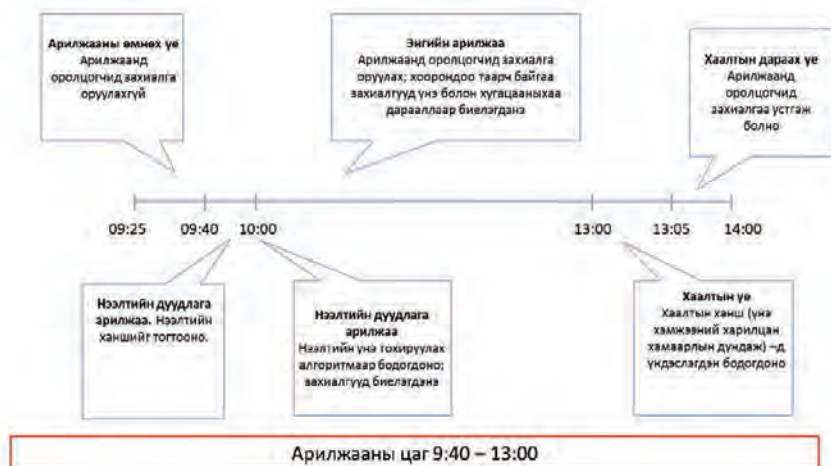 Арилжааны өмнөх үе
Арилжаанд
оролцогчид захиалга
оруулахгүй
Энгийн арилжаа
Арилжаанд оролцогчид захиалга
оруулах; хоорондоо таарч байгаа
захиалгууд үнэ болон хугацааныхаа
дарааллаар биелэгдэнэ
Хаалтын дараах үе
Арилжаанд
оролцогчид
захиалгаа устгаж
болно
09:25 09:40 10:00 13:00 13:05 14:00
Нээлтийн дуудлага
арилжаа. Нээлтийн
ханшийг тогтооно.
Нээлтийн дуудлага
арилжаа
Нээлтийн үнэ тохируулах
алгоритмаар бодогдоно;
захиалгууд биелэгдэнэ
Хаалтын үе
Хаалтын ханш (үнэ
хэмжээний харилцан
хамаарлын дундаж) –д
үндэслэгдэн бодогдоно
Арилжааны цаг 9:40 – 13:00